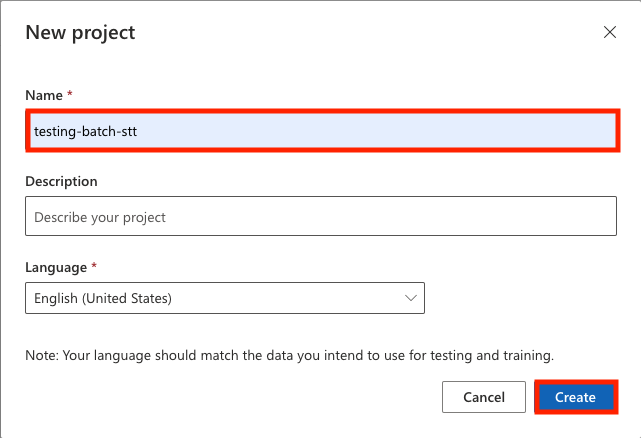 New project
Name *
testing-batch-stt
Description
Describe your project
Language *
English (United States)
Note: Your language should match the data you intend to use for testing and training.
Cancel Create